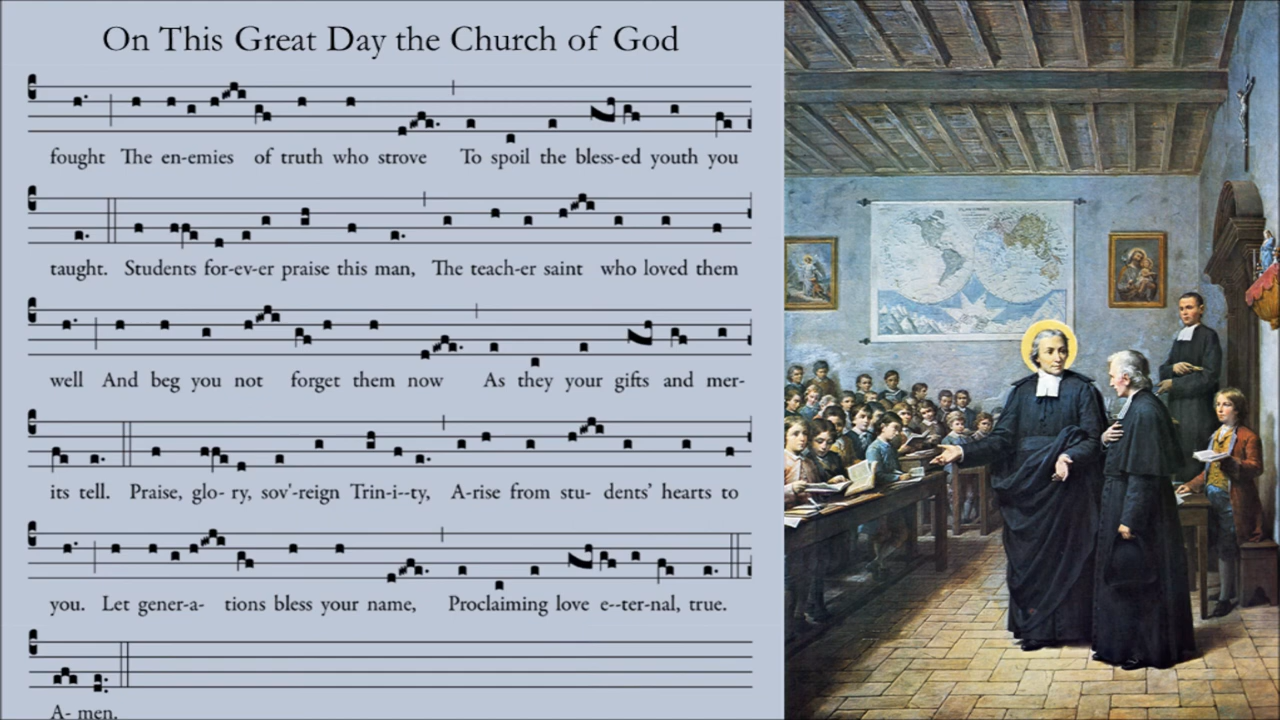 On This Great Day the Church of God
fought The en-emies of truth who strove To spoil the bless-ed youth you
taught. Students for-ev-er praise this man, The teach-er saint who loved them
well And beg you not forget them now As they your gifts and mer-
its tell. Praise, glo- ry, sov'-reign Trin-i--ty, A-rise from stu- dents' hearts to
you. Let gener-a- tions bless your name, Proclaiming love e--ter-nal, true.
A- men.